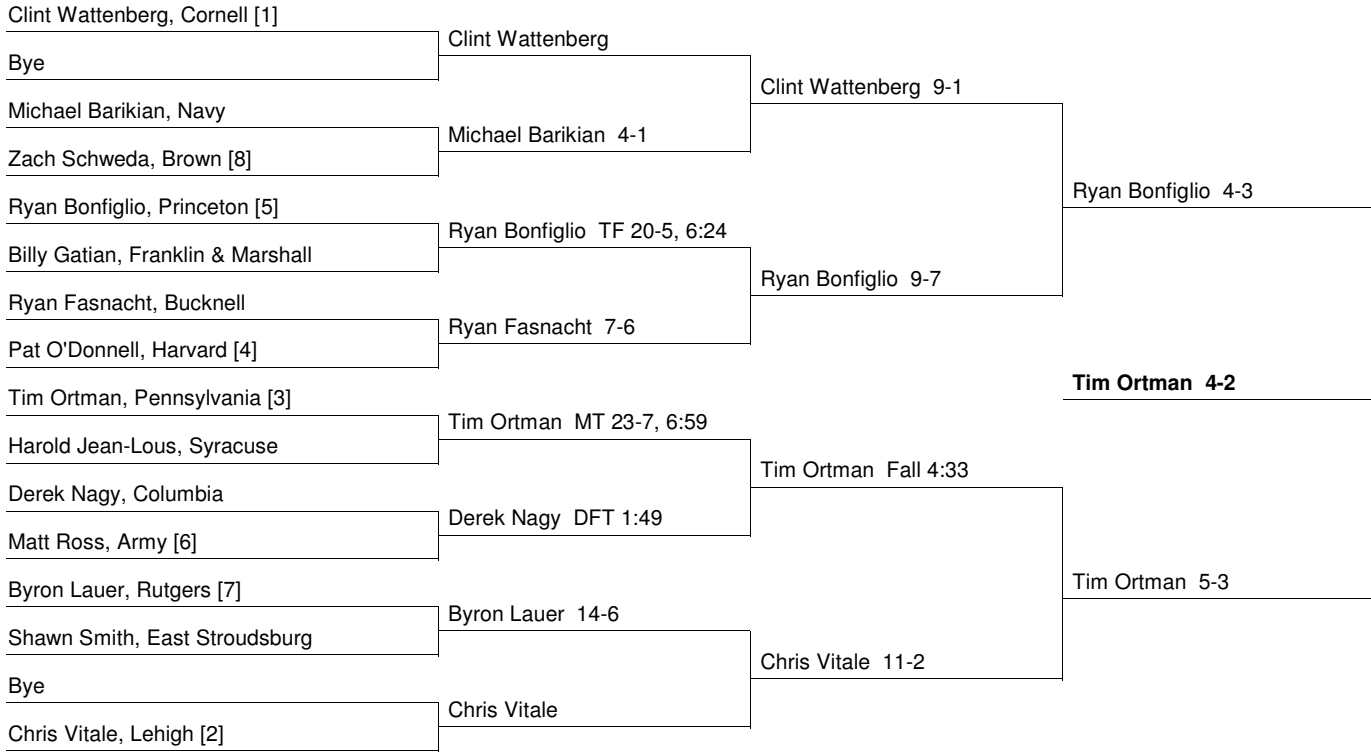 Clint Wattenberg, Cornell [1]
Bye
Michael Barikian, Navy
Zach Schweda, Brown [8]
Ryan Bonfiglio, Princeton [5]
Billy Gatian, Franklin & Marshall
Ryan Fasnacht, Bucknell
Pat O'Donnell, Harvard [4]
Tim Ortman, Pennsylvania [3]
Harold Jean-Lous, Syracuse
Derek Nagy, Columbia
Matt Ross, Army [6]
Byron Lauer, Rutgers [7]
Shawn Smith, East Stroudsburg
Bye
Chris Vitale, Lehigh [2]
Clint Wattenberg
Michael Barikian 4-1
Ryan Bonfiglio TF 20-5, 6:24
Ryan Fasnacht 7-6
Tim Ortman MT 23-7, 6:59
Derek Nagy DFT 1:49
Byron Lauer 14-6
Chris Vitale
Clint Wattenberg 9-1
Ryan Bonfiglio 9-7
Tim Ortman Fall 4:33
Chris Vitale 11-2
Ryan Bonfiglio 4-3
Tim Ortman 4-2
Tim Ortman 5-3